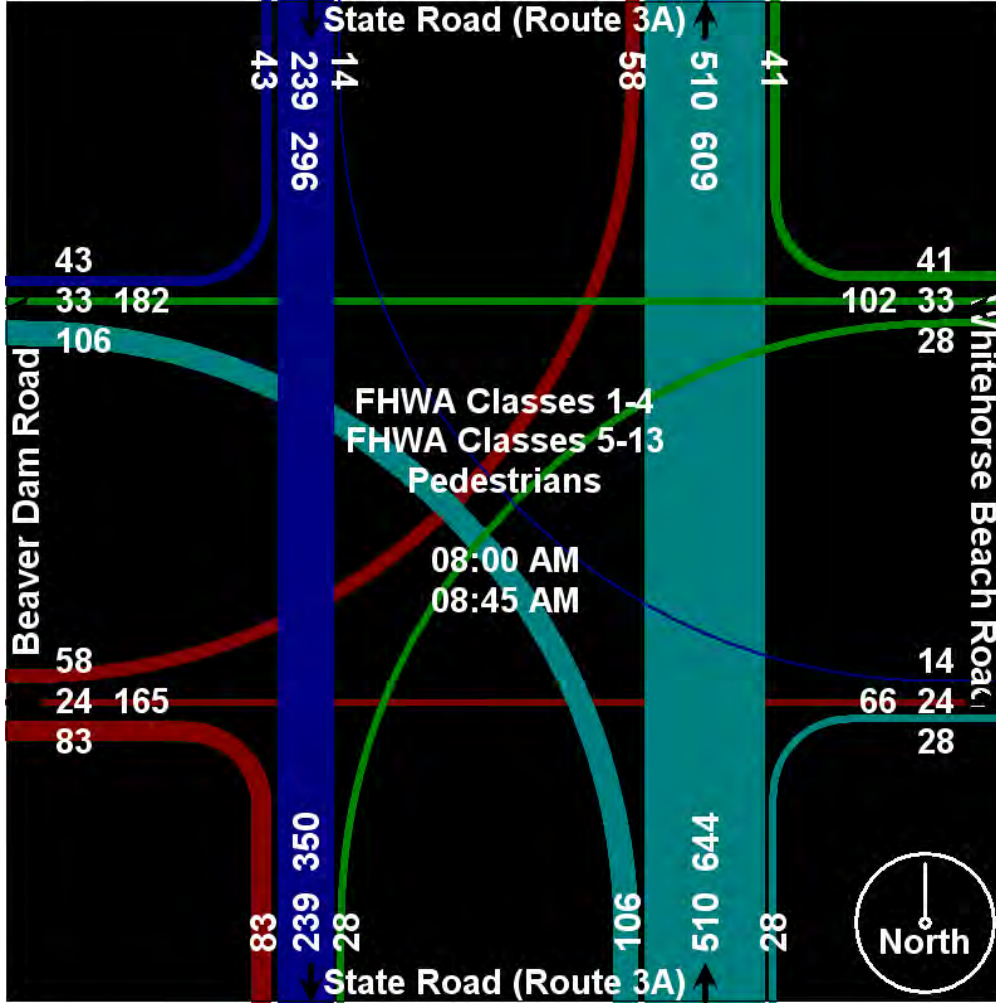 State Road (Route 3A)
43 239 14 58 510 41
296 609
43 41
33 182 102 33
106 28
Beaver Dam Road
Whitehorse Beach Road
FHWA Classes 1-4
FHWA Classes 5-13
Pedestrians
08:00 AM
08:45 AM
58 14
24 165 66 24
83 28
350 644
83 239 28 106 510 28
North
State Road (Route 3A)